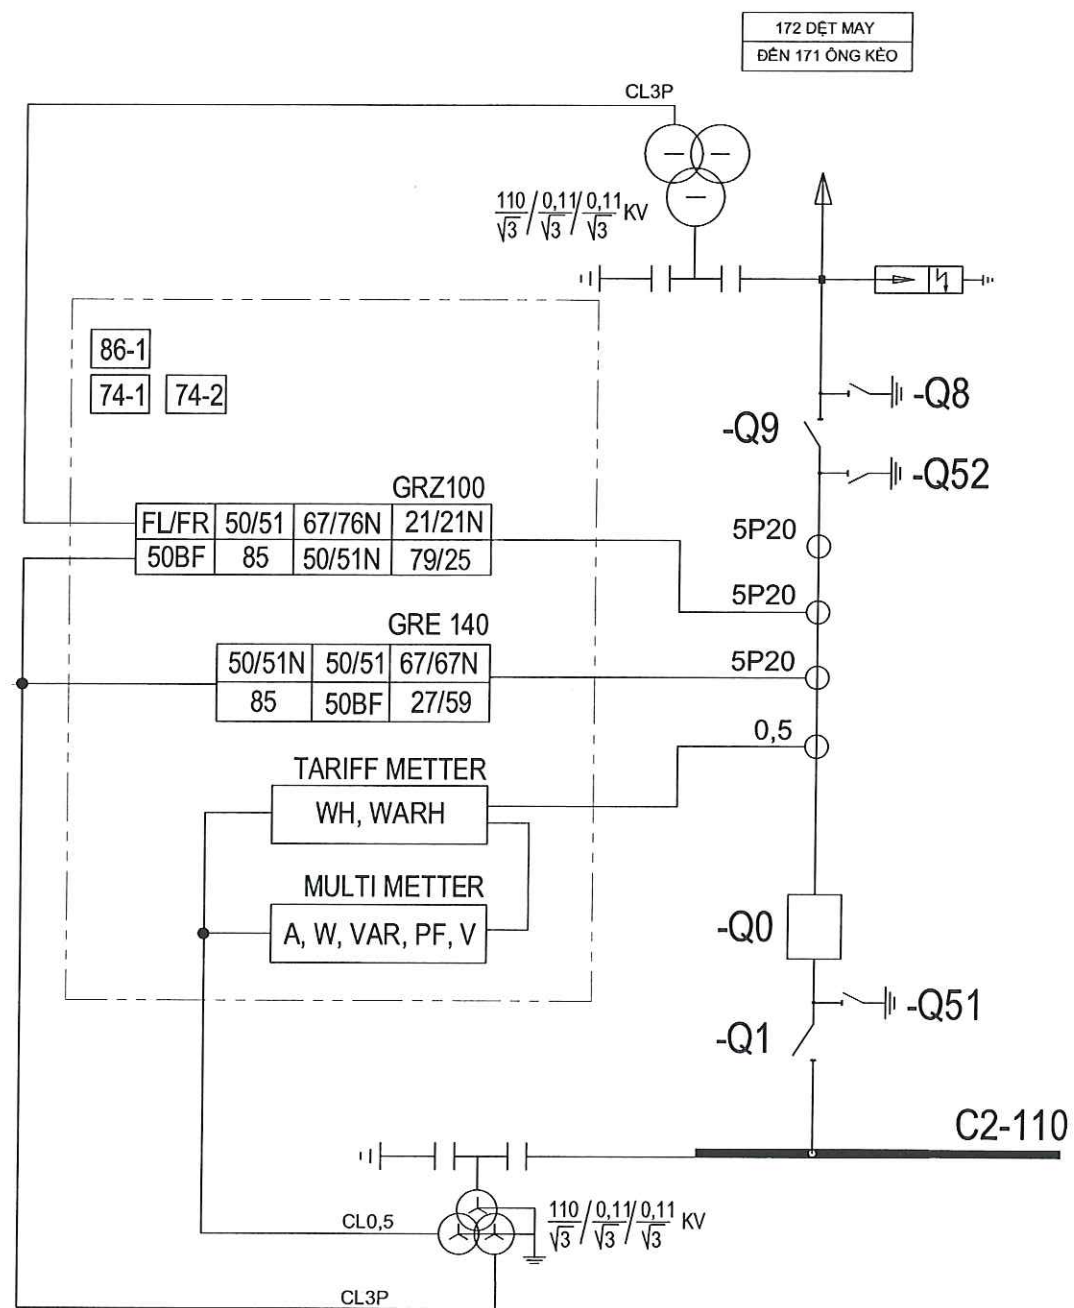 172 DỆT MAY
ĐẾN 171 ÔNG KÈO
CL3P
110/√3 / 0,11/√3 / 0,11/√3 KV
86-1
74-1 74-2
-Q8
-Q9
-Q52
GRZ100
FL/FR 50/51 67/76N 21/21N
50BF 85 50/51N 79/25
5P20
5P20
GRE 140
50/51N 50/51 67/67N
85 50BF 27/59
5P20
0,5
TARIFF METTER
WH, WARH
MULTI METTER
A, W, VAR, PF, V
-Q0
-Q51
-Q1
C2-110
110/√3 / 0,11/√3 / 0,11/√3 KV
CL0,5
CL3P